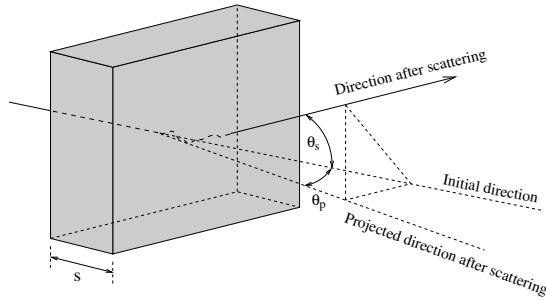 Direction after scattering
θs
Initial direction
θp
Projected direction after scattering
s